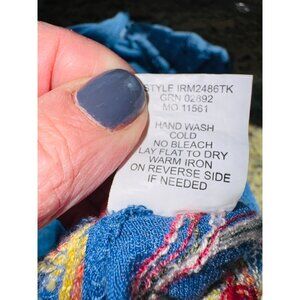 STYLE IRM2486TK
GRN 02892
MO 11561
HAND WASH
COLD
NO BLEACH
LAY FLAT TO DRY
WARM IRON
ON REVERSE SIDE
IF NEEDED